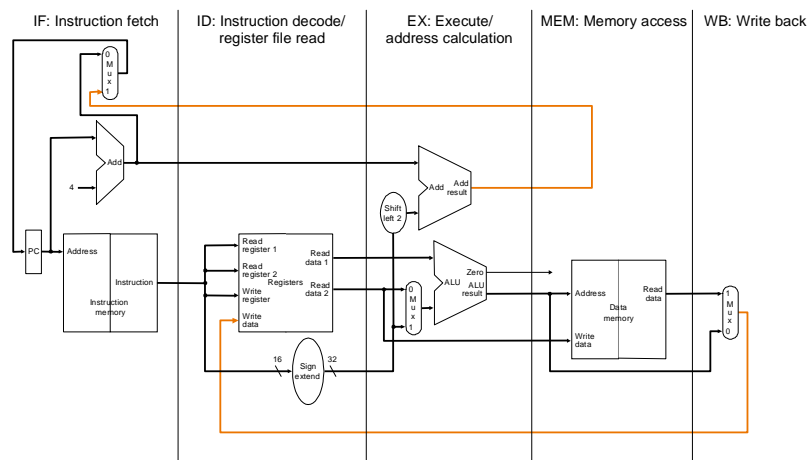 IF: Instruction fetch
ID: Instruction decode/
register file read
EX: Execute/
address calculation
MEM: Memory access
WB: Write back
0
M
u
x
1
Add
4
PC
Address
Instruction
Instruction
memory
Read
register 1
Read
register 2
Write
register
Write
data
Registers
Read
data 1
Read
data 2
16
Sign
extend
32
Shift
left 2
Add
Add
result
0
M
u
x
1
ALU
Zero
ALU
result
Address
Write
data
Data
memory
Read
data
1
M
u
x
0